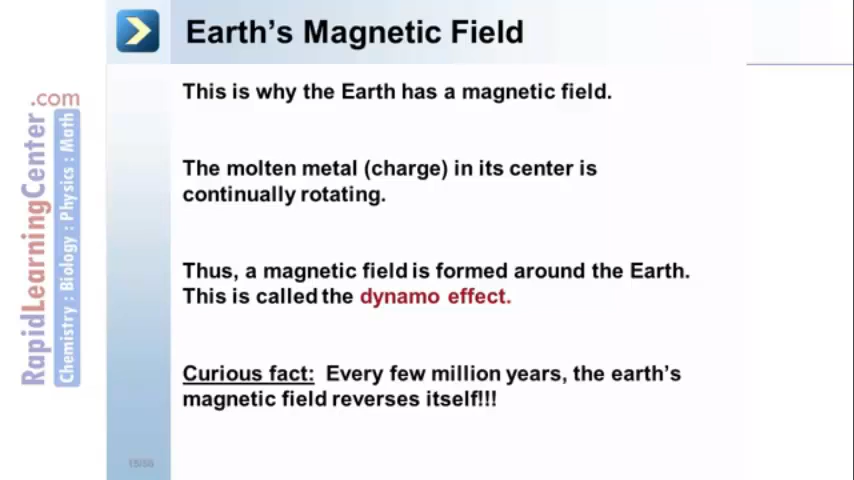 Earth's Magnetic Field
This is why the Earth has a magnetic field.
The molten metal (charge) in its center is
continually rotating.
Thus, a magnetic field is formed around the Earth.
This is called the dynamo effect.
Curious fact: Every few million years, the earth's
magnetic field reverses itself!!!
RapidLearningCenter.com
Chemistry : Biology : Physics : Math